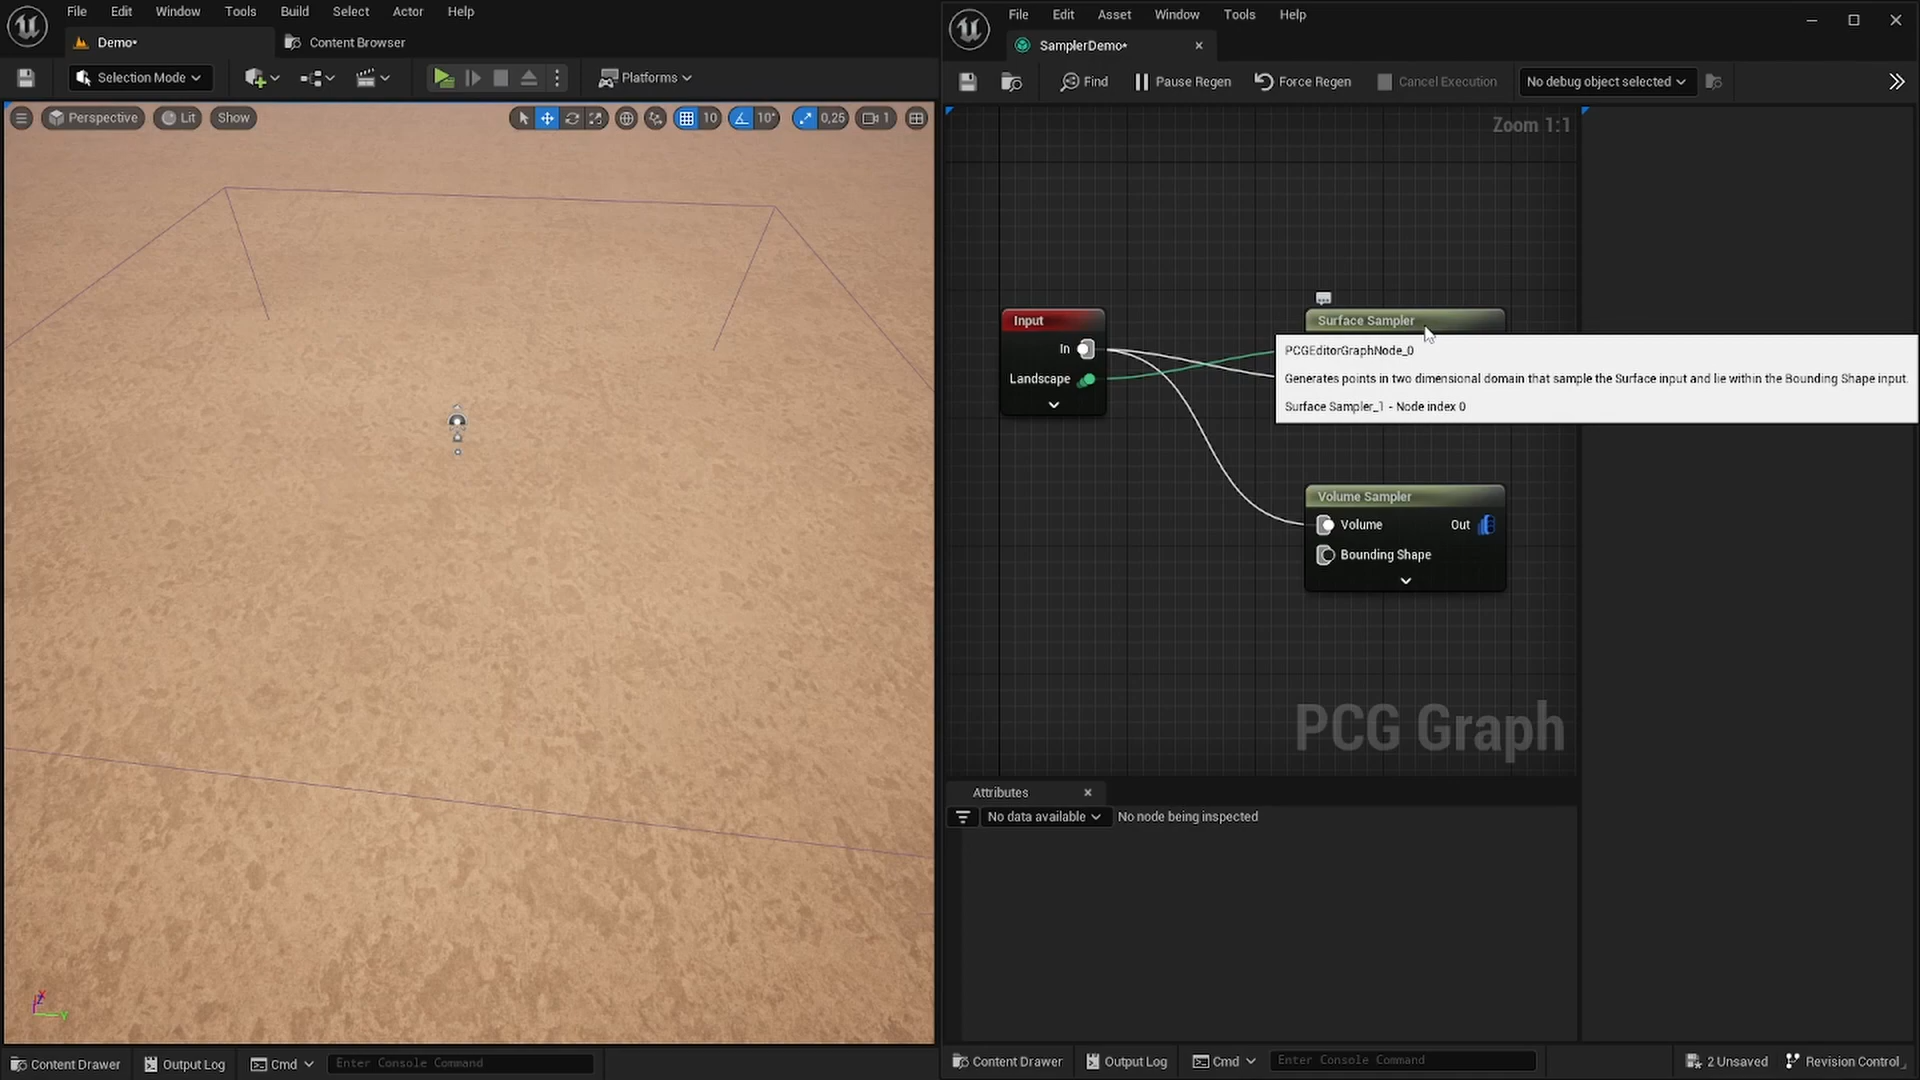 File Edit Window Tools Build Select Actor Help
Demo•
Content Browser
Selection Mode
Platforms
Perspective
Lit
Show
10
10°
0,25
1
Content Drawer
Output Log
Cmd
Enter Console Command
File Edit Asset Window Tools Help
SamplerDemo•
Find
Pause Regen
Force Regen
Cancel Execution
No debug object selected
Zoom 1:1
Input
In
Landscape
Surface Sampler
PCGEditorGraphNode_0
Generates points in two dimensional domain that sample the Surface input and lie within the Bounding Shape input.
Surface Sampler_1 - Node index 0
Volume Sampler
Volume Out
Bounding Shape
PCG Graph
Attributes
No data available
No node being inspected
Content Drawer
Output Log
Cmd
Enter Console Command
2 Unsaved
Revision Control